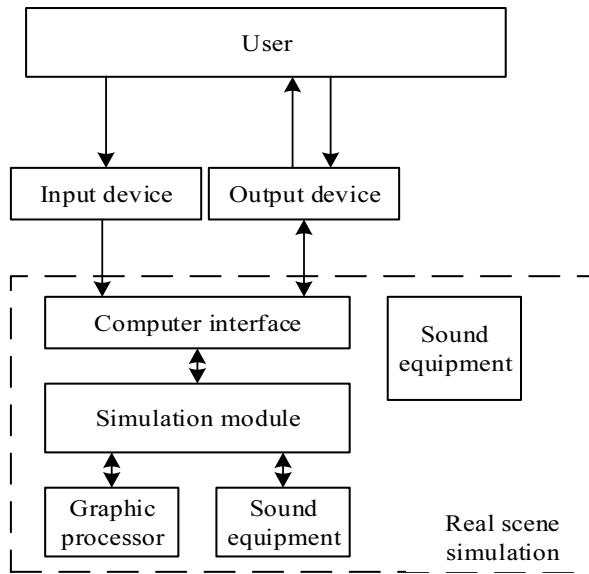 User
Input device
Output device
Computer interface
Sound
equipment
Simulation module
Graphic
processor
Sound
equipment
Real scene
simulation